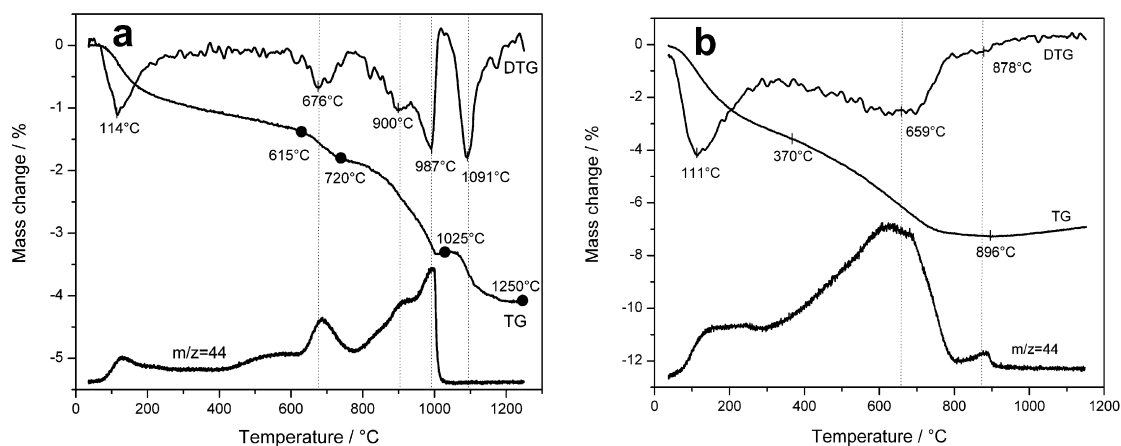 a
0
-1
-2
-3
-4
-5
Mass change / %
DTG
114°C
676°C
900°C
987°C
1091°C
615°C
720°C
1025°C
1250°C
TG
m/z=44
0 200 400 600 800 1000 1200
Temperature / °C
b
0
-2
-4
-6
-8
-10
-12
Mass change / %
DTG
878°C
659°C
111°C
370°C
TG
896°C
m/z=44
0 200 400 600 800 1000 1200
Temperature / °C